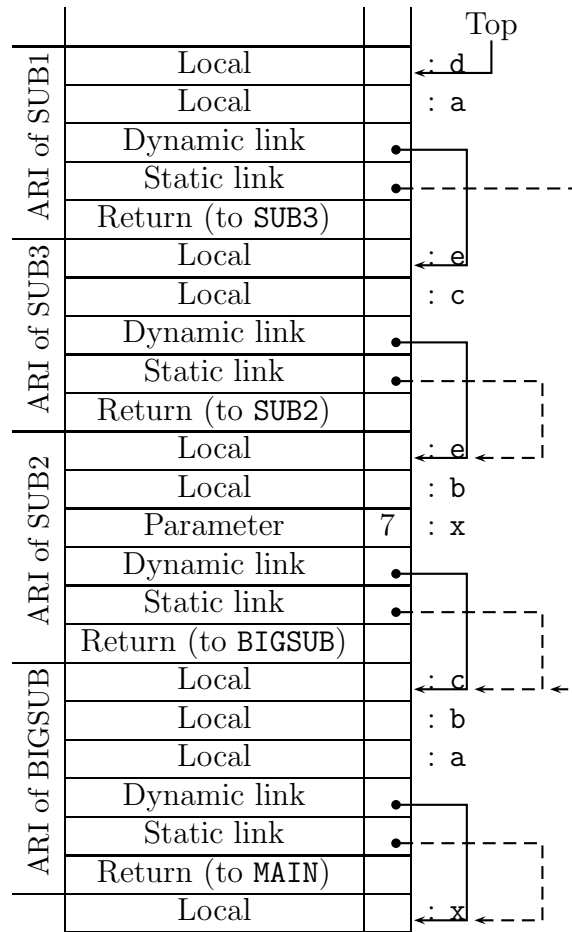 Top
ARI of SUB1
Local : d
Local : a
Dynamic link
Static link
Return (to SUB3)
ARI of SUB3
Local : e
Local : c
Dynamic link
Static link
Return (to SUB2)
ARI of SUB2
Local : e
Local : b
Parameter 7 : x
Dynamic link
Static link
Return (to BIGSUB)
ARI of BIGSUB
Local : c
Local : b
Local : a
Dynamic link
Static link
Return (to MAIN)
Local : x